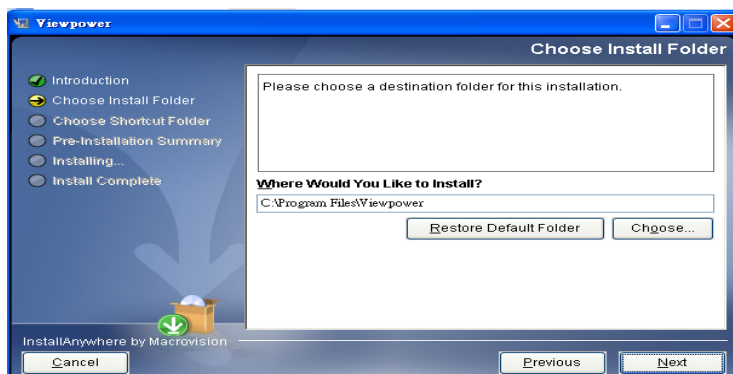 Viewpower
Choose Install Folder
Introduction
Choose Install Folder
Choose Shortcut Folder
Pre-Installation Summary
Installing...
Install Complete
Please choose a destination folder for this installation.
Where Would You Like to Install?
C:\Program Files\Viewpower
Restore Default Folder
Choose...
InstallAnywhere by Macrovision
Cancel
Previous
Next